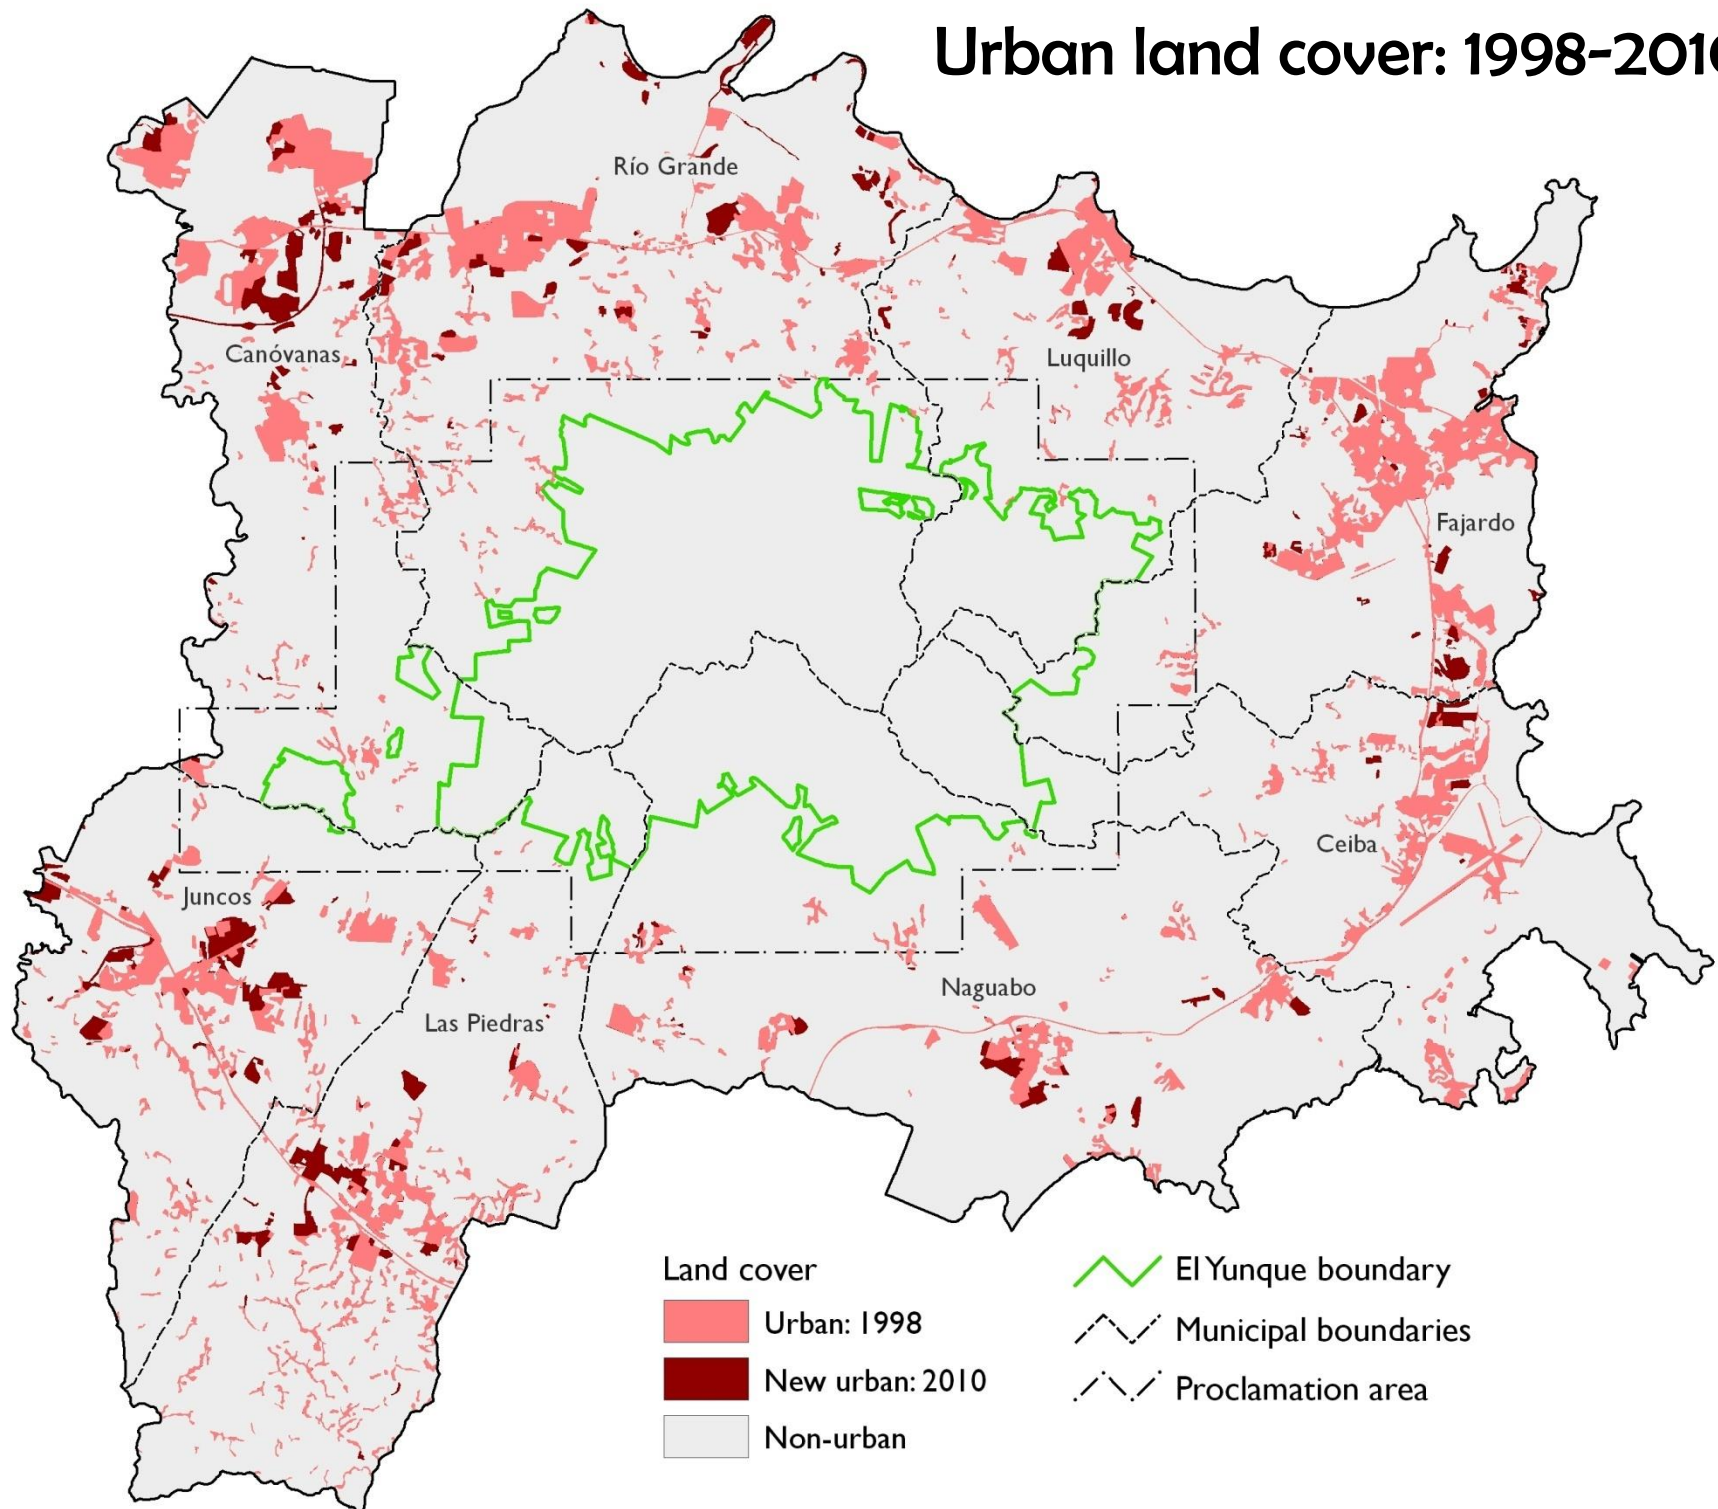 Urban land cover: 1998-2010
Río Grande
Canóvanas
Luquillo
Fajardo
Ceiba
Juncos
Naguabo
Las Piedras
Land cover
Urban: 1998
New urban: 2010
Non-urban
El Yunque boundary
Municipal boundaries
Proclamation area